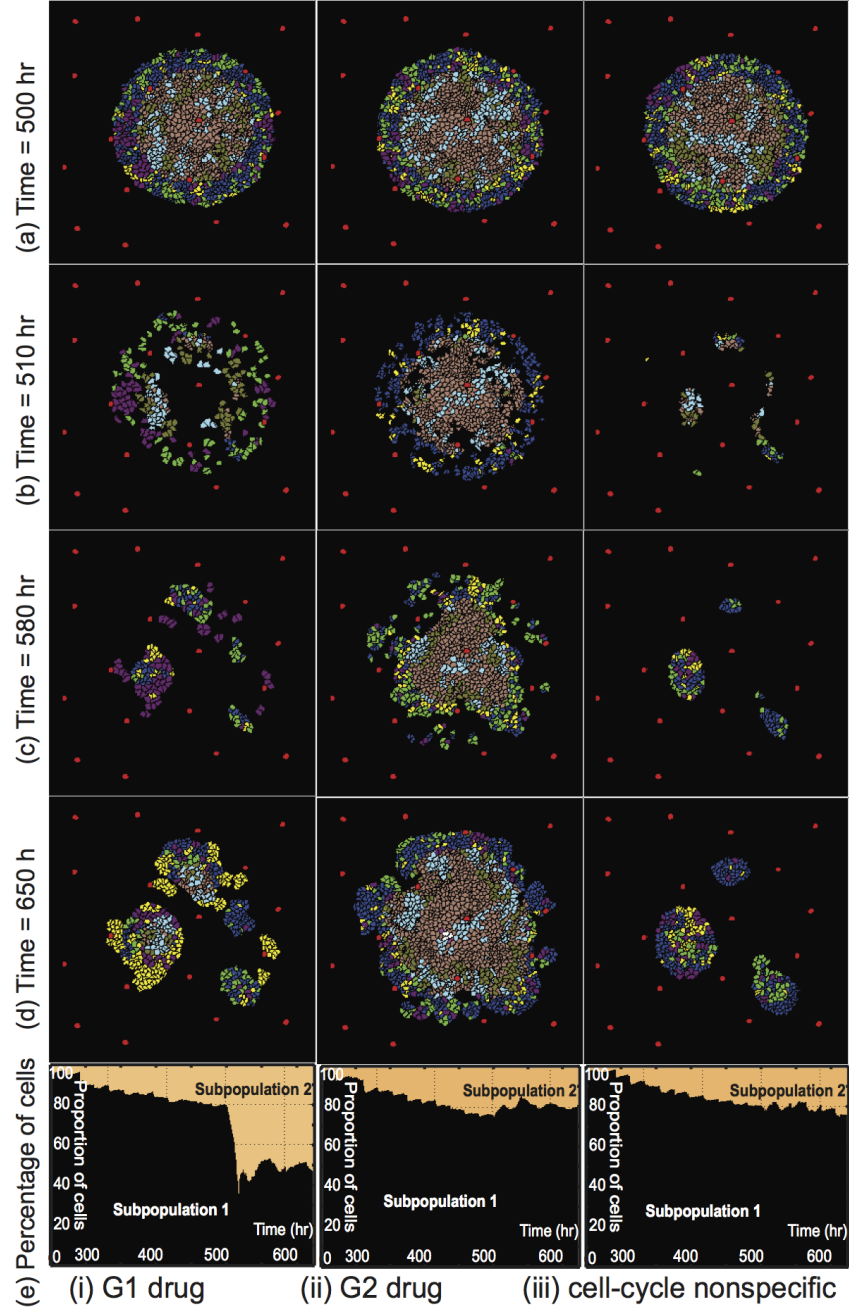 (a) Time = 500 hr
(b) Time = 510 hr
(c) Time = 580 hr
(d) Time = 650 h
(e) Percentage of cells
100
80
60
40
20
0
Proportion of cells
Subpopulation 2
Subpopulation 1
Time (hr)
300 400 500 600
100
80
60
40
20
0
Proportion of cells
Subpopulation 2
Subpopulation 1
Time (hr)
300 400 500 600
100
80
60
40
20
0
Proportion of cells
Subpopulation 2
Subpopulation 1
Time (hr)
300 400 500 600
(i) G1 drug
(ii) G2 drug
(iii) cell-cycle nonspecific